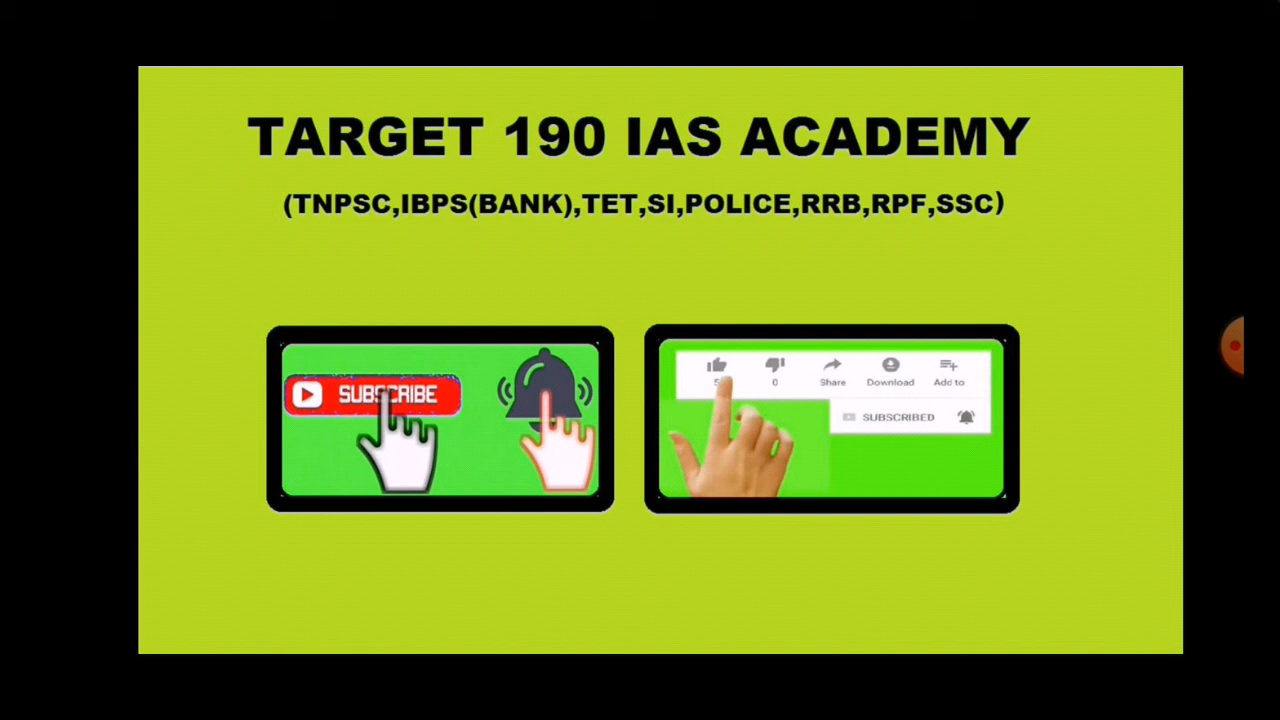 TARGET 190 IAS ACADEMY
(TNPSC,IBPS(BANK),TET,SI,POLICE,RRB,RPF,SSC)
SUBSCRIBE
0 Share Download Add to
SUBSCRIBED